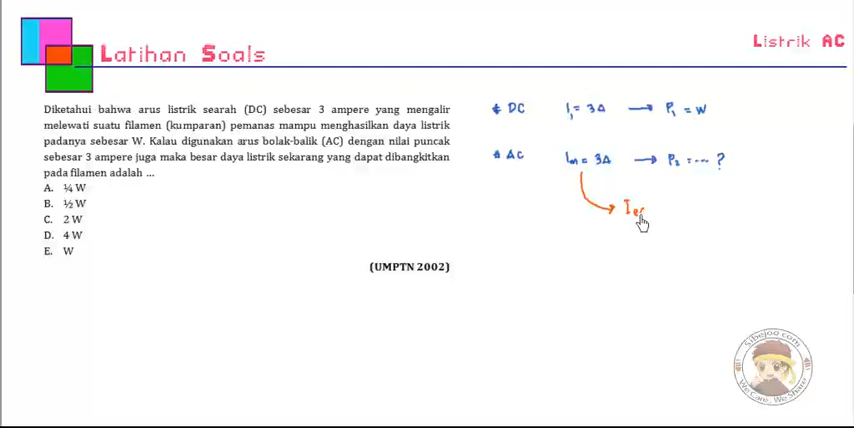 Latihan Soals
Listrik AC
Diketahui bahwa arus listrik searah (DC) sebesar 3 ampere yang mengalir
melewati suatu filamen (kumparan) pemanas mampu menghasilkan daya listrik
padanya sebesar W. Kalau digunakan arus bolak-balik (AC) dengan nilai puncak
sebesar 3 ampere juga maka besar daya listrik sekarang yang dapat dibangkitkan
pada filamen adalah ...
A. ¼ W
B. ½ W
C. 2 W
D. 4 W
E. W
(UMPTN 2002)
* DC I₁ = 3A → P₁ = W
* AC Iₘ = 3A → P₂ = ... ?
Ief
Sibejoo.com
We Care, We Share